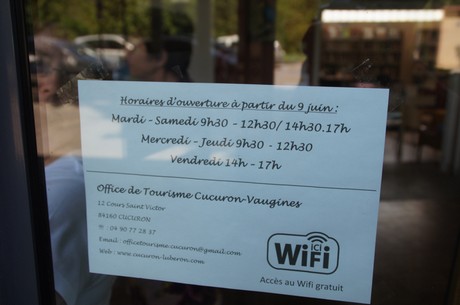 Horaires d'ouverture à partir du 9 juin :
Mardi - Samedi 9h30 - 12h30/ 14h30.17h
Mercredi - Jeudi 9h30 - 12h30
Vendredi 14h - 17h
Office de Tourisme Cucuron-Vaugines
12 Cours Saint Victor
84160 CUCURON
04 90 77 28 37
Email : officetourisme.cucuron@gmail.com
Web : www.cucuron-luberon.com
ICI
WiFi
Accès au Wifi gratuit